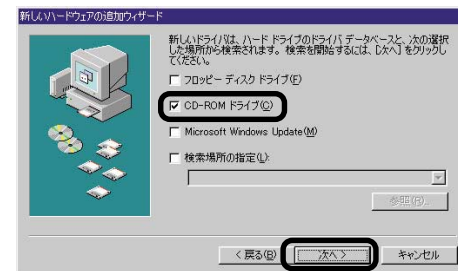 新しいハードウェアの追加ウィザード
新しいドライバは、ハード ドライブのドライバ データベースと、次の選択
した場所から検索されます。検索を開始するには、[次へ] をクリックし
てください。
フロッピー ディスク ドライブ(F)
CD-ROM ドライブ(C)
Microsoft Windows Update(M)
検索場所の指定(L):
参照(R)...
< 戻る(B)
次へ >
キャンセル